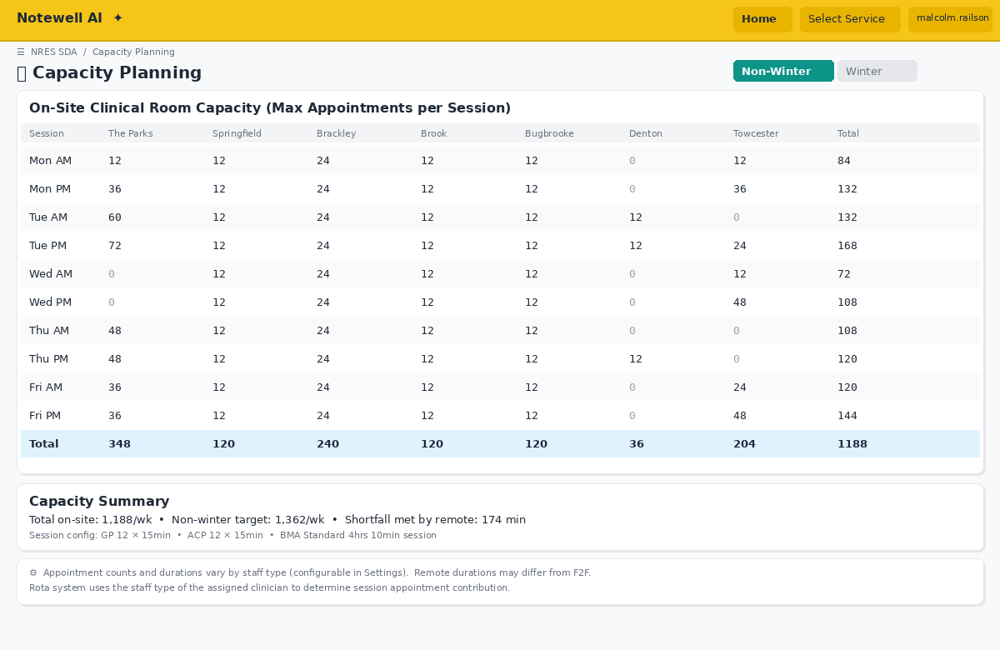 Notewell AI ✦ Home Select Service malcolm.railson
☰ NRES SDA / Capacity Planning
Capacity Planning Non-Winter Winter
On-Site Clinical Room Capacity (Max Appointments per Session)
Session The Parks Springfield Brackley Brook Bugbrooke Denton Towcester Total
Mon AM 12 12 24 12 12 0 12 84
Mon PM 36 12 24 12 12 0 36 132
Tue AM 60 12 24 12 12 12 0 132
Tue PM 72 12 24 12 12 12 24 168
Wed AM 0 12 24 12 12 0 12 72
Wed PM 0 12 24 12 12 0 48 108
Thu AM 48 12 24 12 12 0 0 108
Thu PM 48 12 24 12 12 12 0 120
Fri AM 36 12 24 12 12 0 24 120
Fri PM 36 12 24 12 12 0 48 144
Total 348 120 240 120 120 36 204 1188
Capacity Summary
Total on-site: 1,188/wk • Non-winter target: 1,362/wk • Shortfall met by remote: 174 min
Session config: GP 12 × 15min • ACP 12 × 15min • BMA Standard 4hrs 10min session
⚙ Appointment counts and durations vary by staff type (configurable in Settings). Remote durations may differ from F2F.
Rota system uses the staff type of the assigned clinician to determine session appointment contribution.